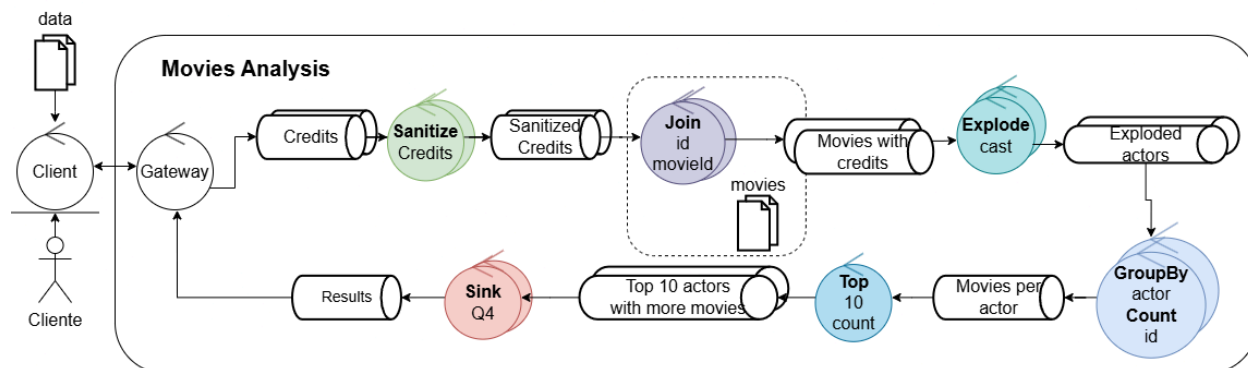 data
Movies Analysis
Client
Cliente
Gateway
Credits
Sanitize
Credits
Sanitized
Credits
Join
id
movieId
movies
Movies with
credits
Explode
cast
Exploded
actors
GroupBy
actor
Count
id
Movies per
actor
Top
10
count
Top 10 actors
with more movies
Sink
Q4
Results